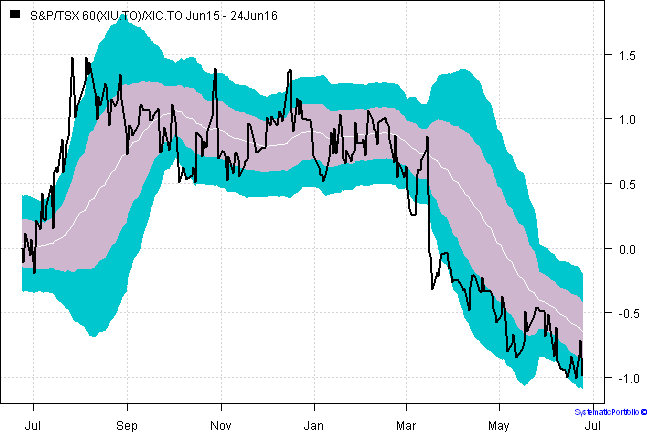 S&P/TSX 60(XIU.TO)/XIC.TO Jun15 - 24Jun16
1.5
1.0
0.5
0.0
-0.5
-1.0
SystematicPortfolio ©
Jul Sep Nov Jan Mar May Jul